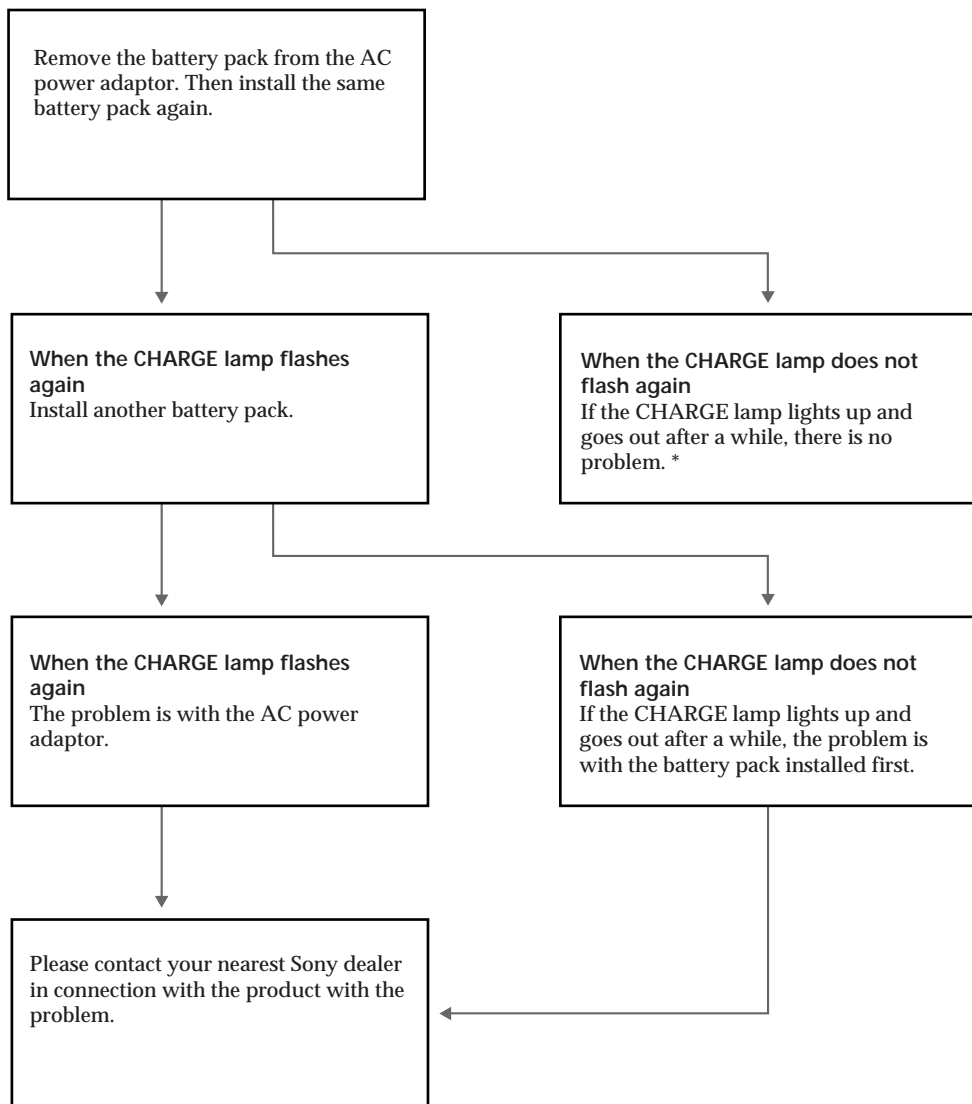 Remove the battery pack from the AC
power adaptor. Then install the same
battery pack again.
When the CHARGE lamp flashes
again
Install another battery pack.
When the CHARGE lamp does not
flash again
If the CHARGE lamp lights up and
goes out after a while, there is no
problem. *
When the CHARGE lamp flashes
again
The problem is with the AC power
adaptor.
When the CHARGE lamp does not
flash again
If the CHARGE lamp lights up and
goes out after a while, the problem is
with the battery pack installed first.
Please contact your nearest Sony dealer
in connection with the product with the
problem.